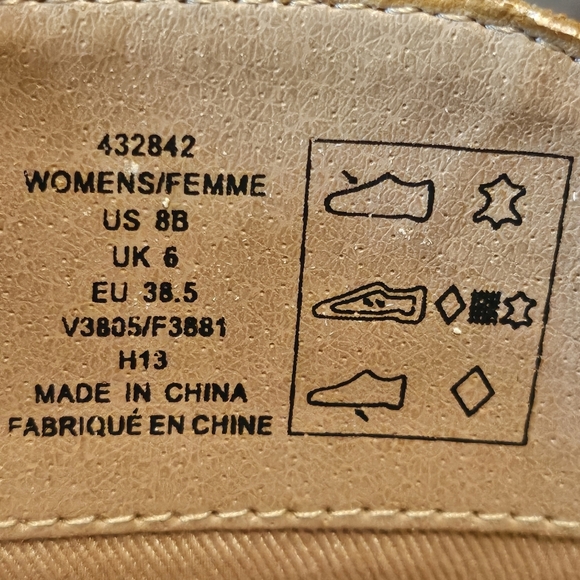 432842
WOMENS/FEMME
US 8B
UK 6
EU 38.5
V3805/F3881
H13
MADE IN CHINA
FABRIQUÉ EN CHINE